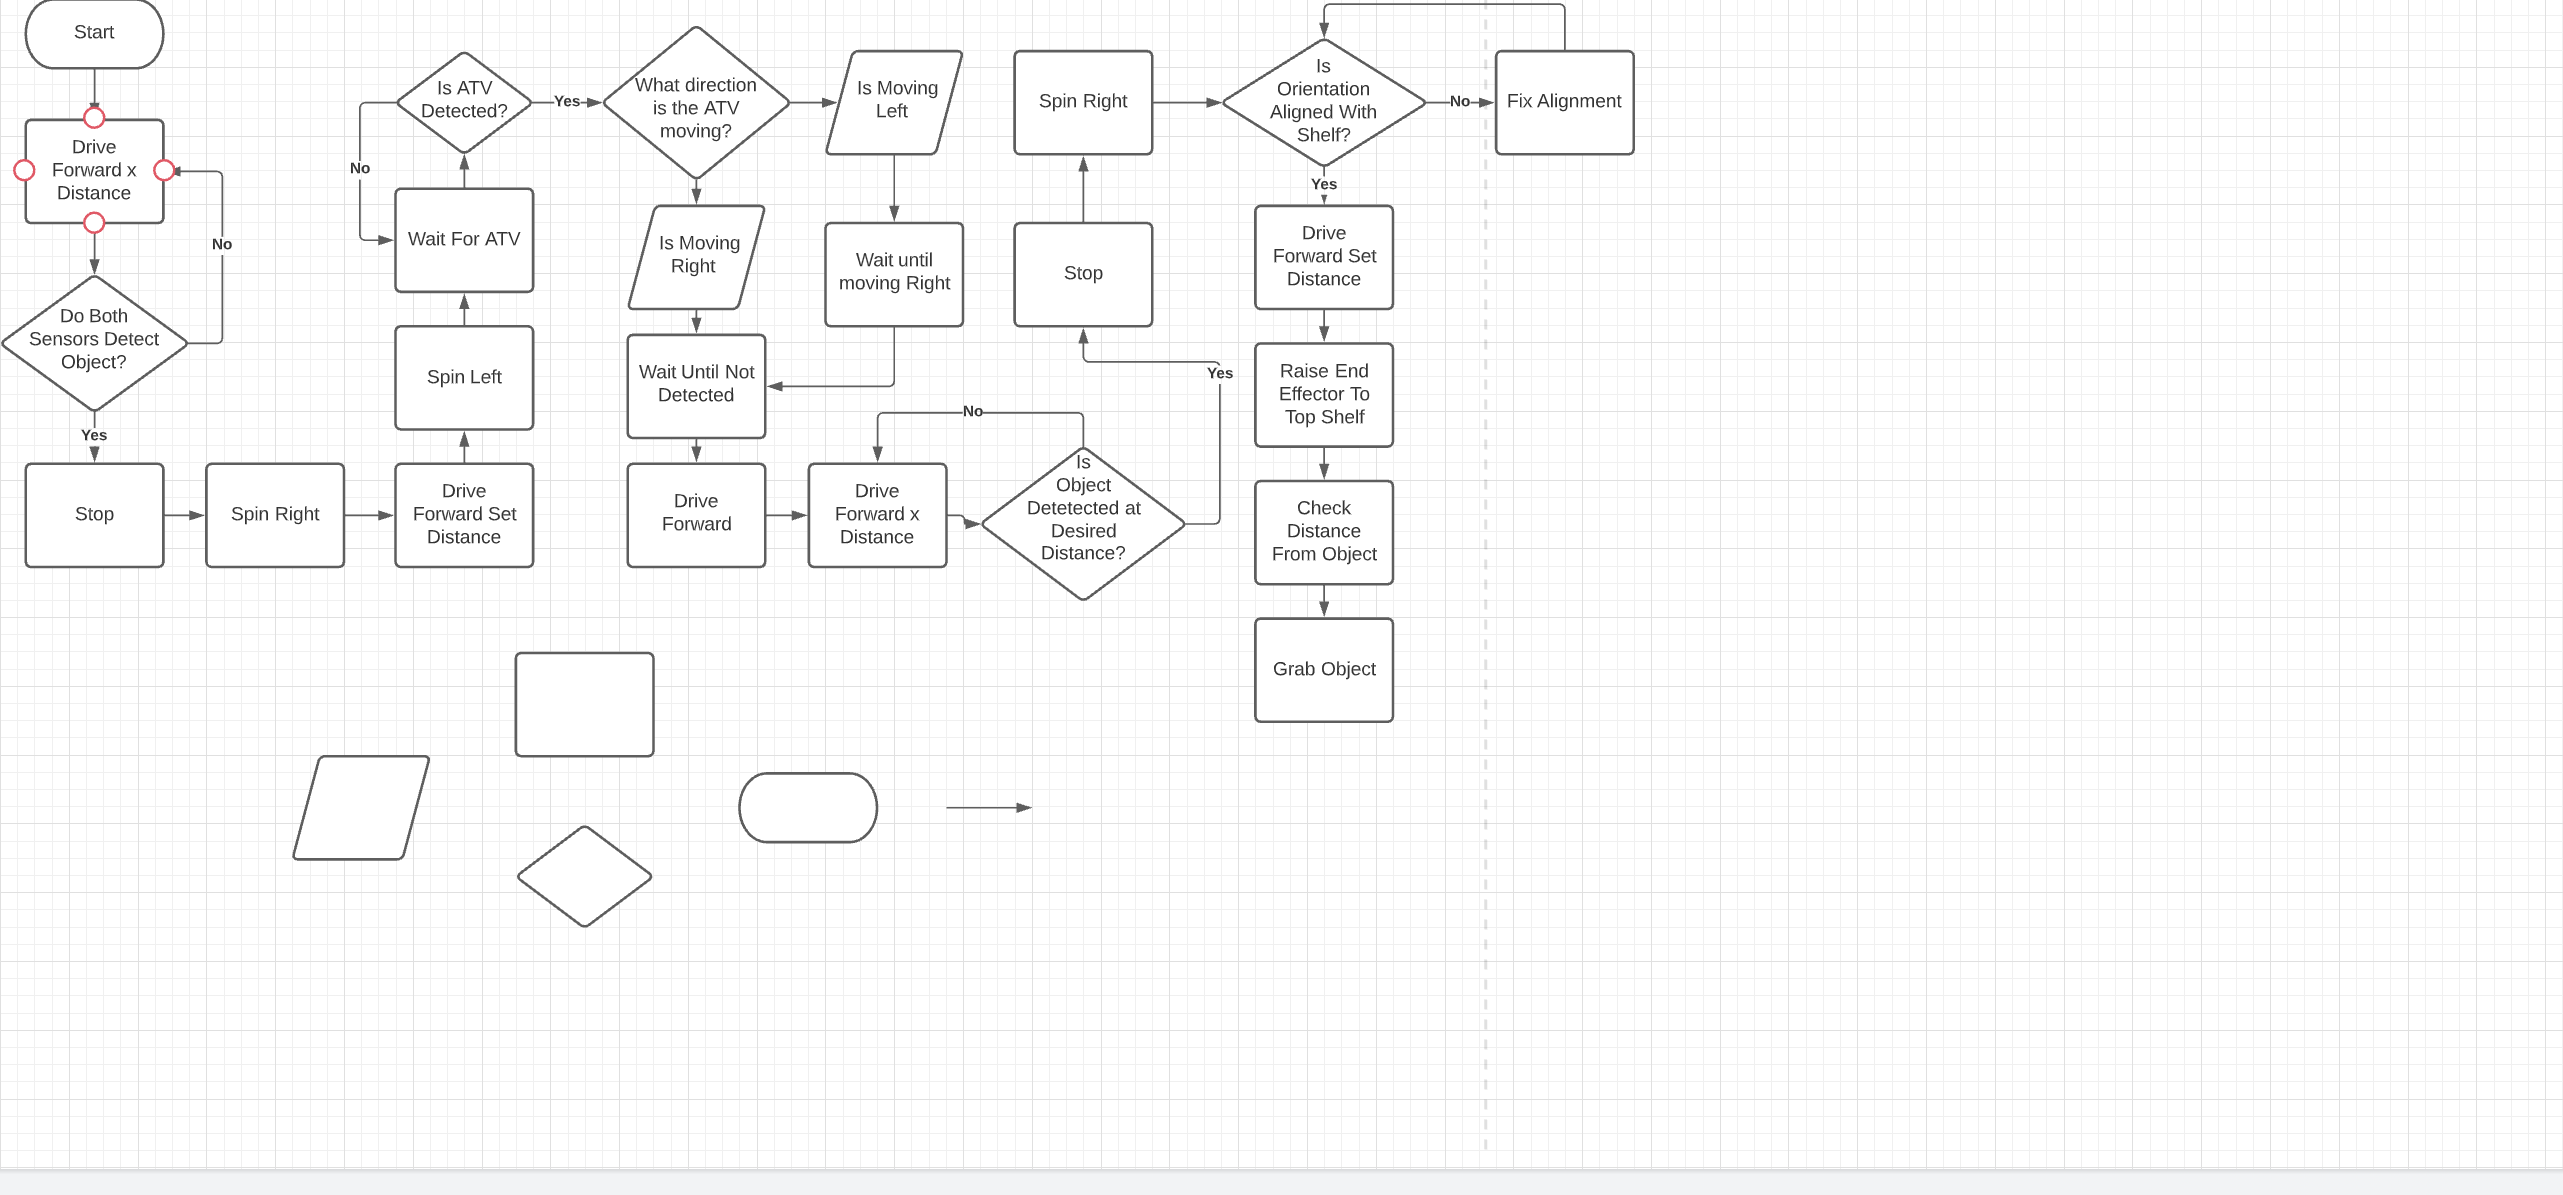 Start
Drive
Forward x
Distance
No
Do Both
Sensors Detect
Object?
Yes
Stop
Spin Right
Drive
Forward Set
Distance
Spin Left
Wait For ATV
No
Is ATV
Detected?
Yes
What direction
is the ATV
moving?
Is Moving
Left
Is Moving
Right
Wait until
moving Right
Wait Until Not
Detected
Drive
Forward
Drive
Forward x
Distance
No
Is
Object
Detetected at
Desired
Distance?
Yes
Stop
Spin Right
Is
Orientation
Aligned With
Shelf?
No
Fix Alignment
Yes
Drive
Forward Set
Distance
Raise End
Effector To
Top Shelf
Check
Distance
From Object
Grab Object